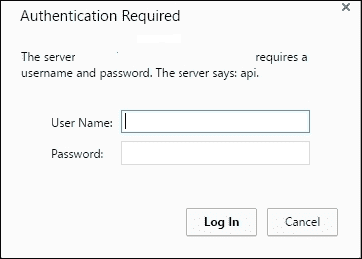 Authentication Required
The server requires a
username and password. The server says: api.
User Name:
Password:
Log In
Cancel